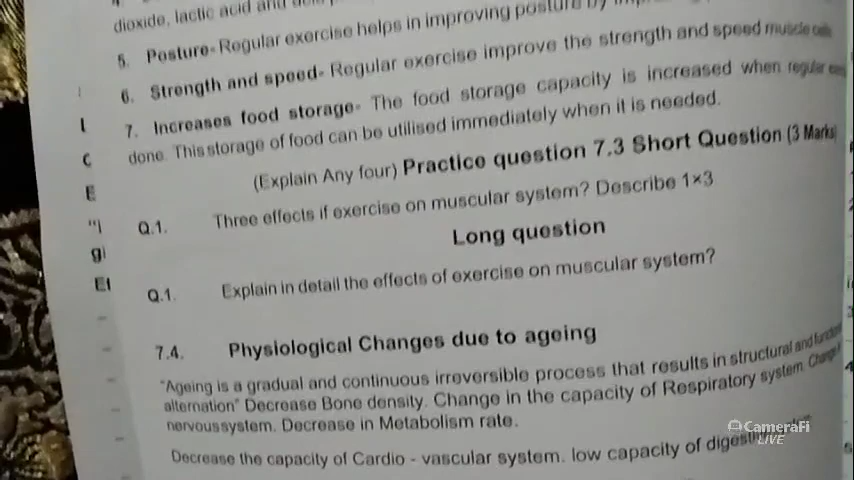 dioxide, lactic acid and
5. Posture- Regular exercise helps in improving posture by
6. Strength and speed- Regular exercise improve the strength and speed muscle cells
7. Increases food storage- The food storage capacity is increased when regular
done. This storage of food can be utilised immediately when it is needed.
(Explain Any four) Practice question 7.3 Short Question (3 Marks
Q.1. Three effects if exercise on muscular system? Describe 1×3
Long question
Q.1. Explain in detail the effects of exercise on muscular system?
7.4. Physiological Changes due to ageing
"Ageing is a gradual and continuous irreversible process that results in structural and
alternation" Decrease Bone density. Change in the capacity of Respiratory system. Change
nervous system. Decrease in Metabolism rate.
Decrease the capacity of Cardio - vascular system. low capacity of
CameraFi
LIVE